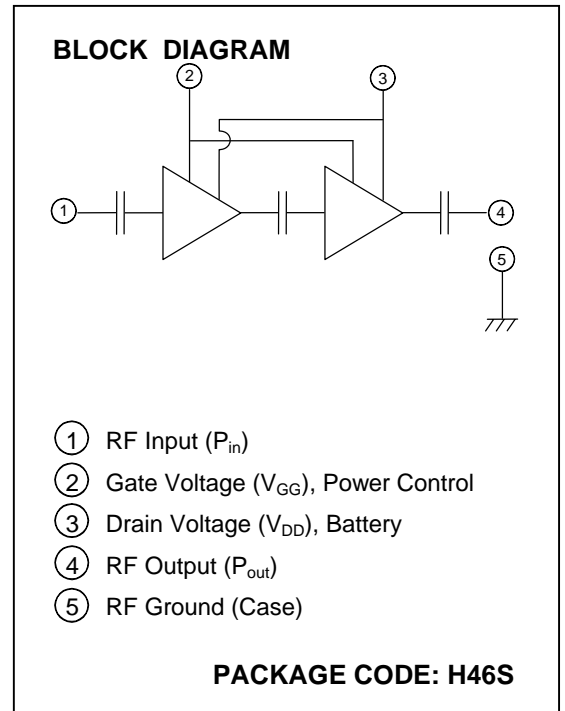 BLOCK DIAGRAM
2
3
1
4
5
1 RF Input (Pin)
2 Gate Voltage (VGG), Power Control
3 Drain Voltage (VDD), Battery
4 RF Output (Pout)
5 RF Ground (Case)
PACKAGE CODE: H46S